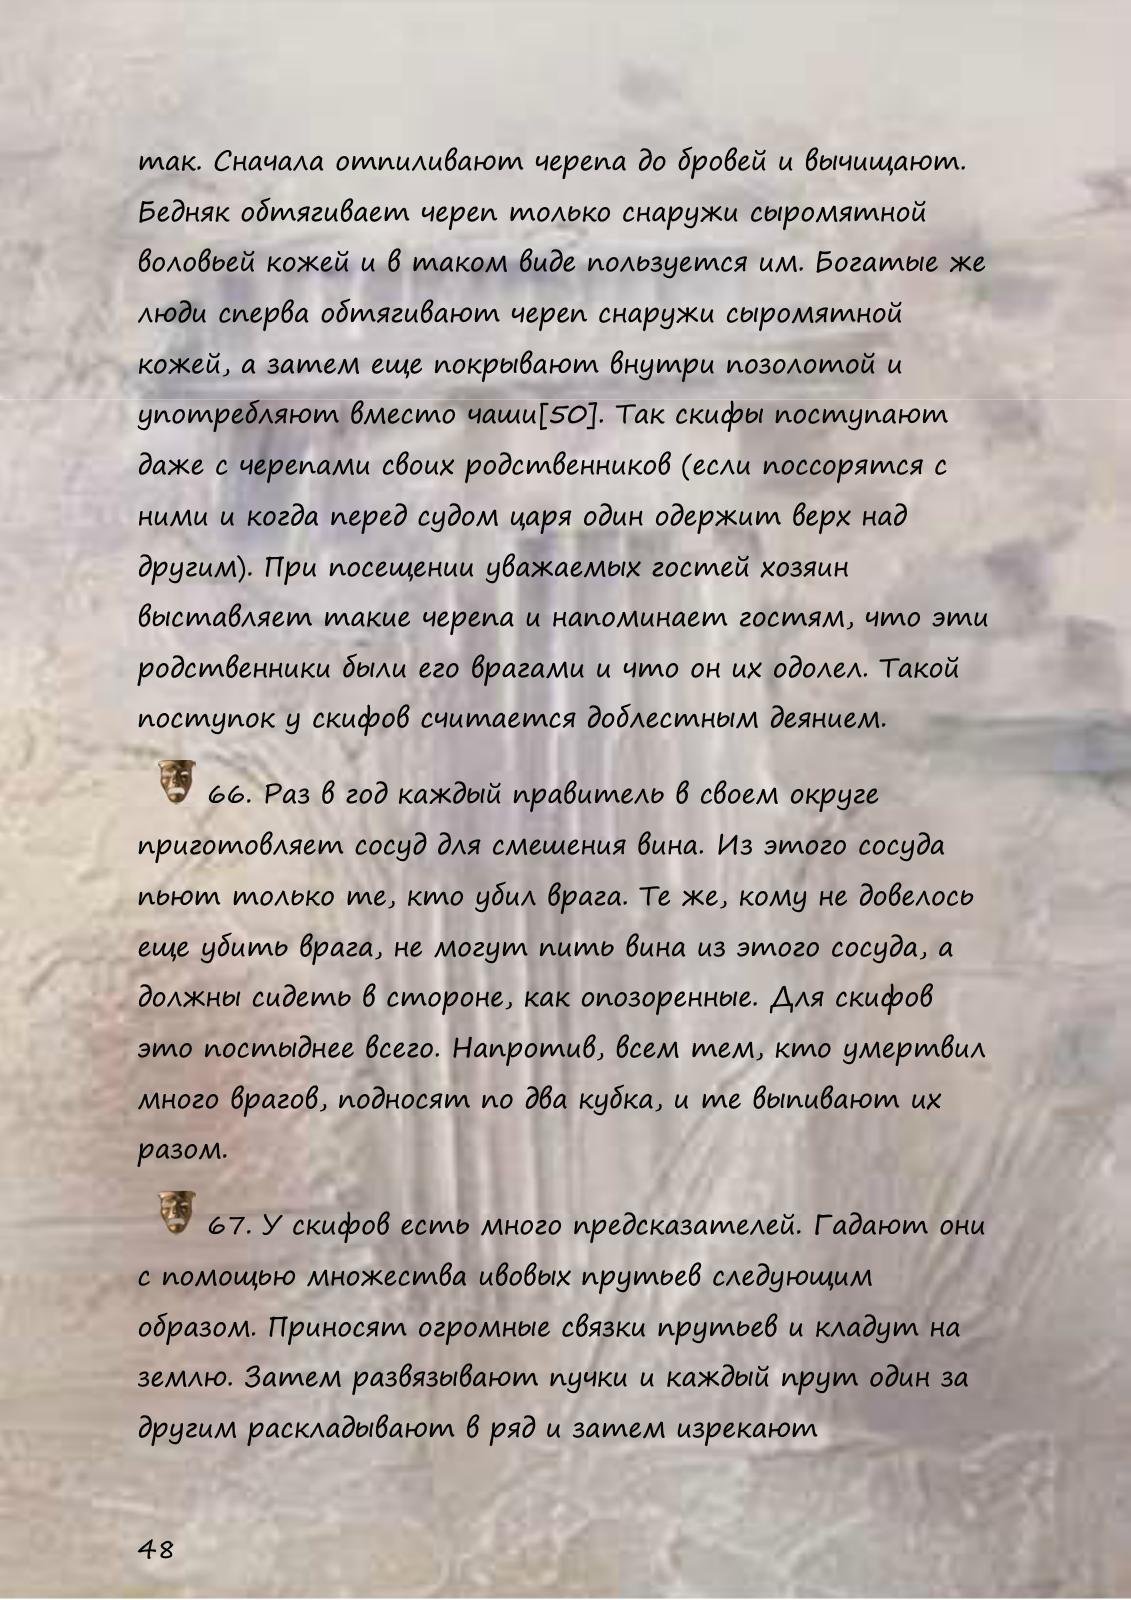 так. Сначала отпиливают черепа до бровей и вычищают.
Бедняк обтягивает череп только снаружи сыромятной
воловьей кожей и в таком виде пользуется им. Богатые же
люди сперва обтягивают череп снаружи сыромятной
кожей, а затем еще покрывают внутри позолотой и
употребляют вместо чаши[50]. Так скифы поступают
даже с черепами своих родственников (если поссорятся с
ними и когда перед судом царя один одержит верх над
другим). При посещении уважаемых гостей хозяин
выставляет такие черепа и напоминает гостям, что эти
родственники были его врагами и что он их одолел. Такой
поступок у скифов считается доблестным деянием.
66. Раз в год каждый правитель в своем округе
приготовляет сосуд для смешения вина. Из этого сосуда
пьют только те, кто убил врага. Те же, кому не довелось
еще убить врага, не могут пить вина из этого сосуда, а
должны сидеть в стороне, как опозоренные. Для скифов
это постыднее всего. Напротив, всем тем, кто умертвил
много врагов, подносят по два кубка, и те выпивают их
разом.
67. У скифов есть много предсказателей. Гадают они
с помощью множества ивовых прутьев следующим
образом. Приносят огромные связки прутьев и кладут на
землю. Затем развязывают пучки и каждый прут один за
другим раскладывают в ряд и затем изрекают
48